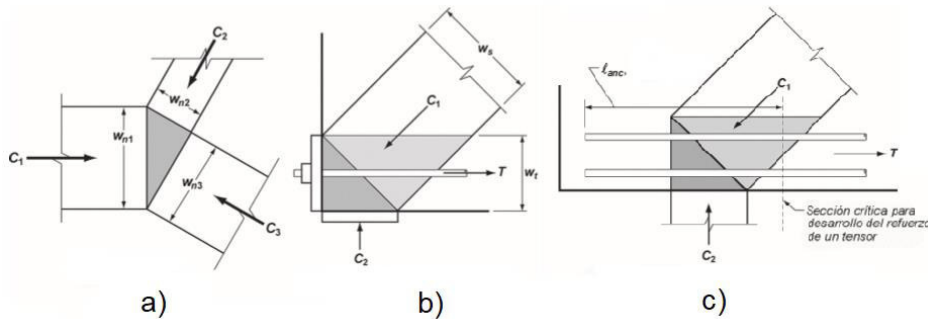 C2
wn2
wn1
C1
wn3
C3
ws
C1
T
wt
C2
ℓanc,
C1
T
C2
Sección crítica para
desarrollo del refuerzo
de un tensor
a)
b)
c)